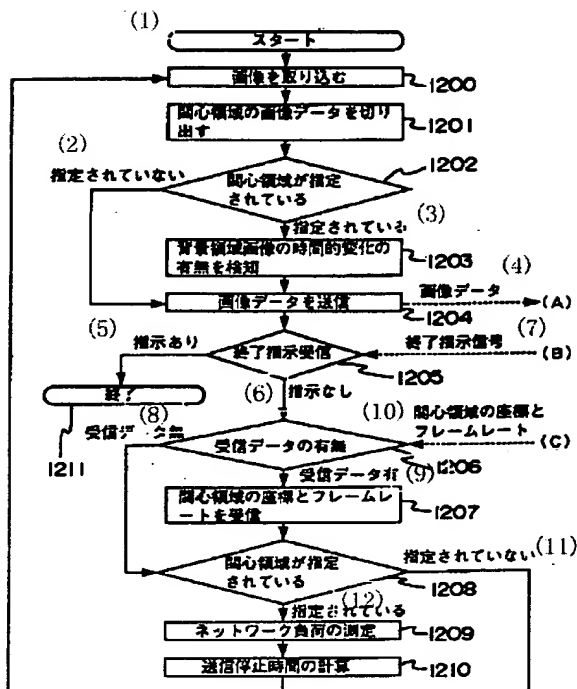 (1)
スタート
画像を取り込む
1200
関心領域の画像データを切り
出す
1201
(2)
1202
指定されていない
関心領域が指定
されている
(3)
指定されている
背景領域画像の時間的変化の
有無を検知
1203
(4)
画像データ
画像データを送信
(A)
1204
(5)
(7)
指示あり
終了指示受信
終了指示信号
(B)
1205
(6)
指示なし
終了
(8)
(10)
関心領域の座標と
フレームレート
1211
受信データ無
受信データの有無
(C)
1206
受信データ有
(9)
関心領域の座標とフレームレ
ートを受信
1207
(11)
指定されていない
関心領域が指定
されている
1208
(12)
指定されている
ネットワーク負荷の測定
1209
送信停止時間の計算
1210